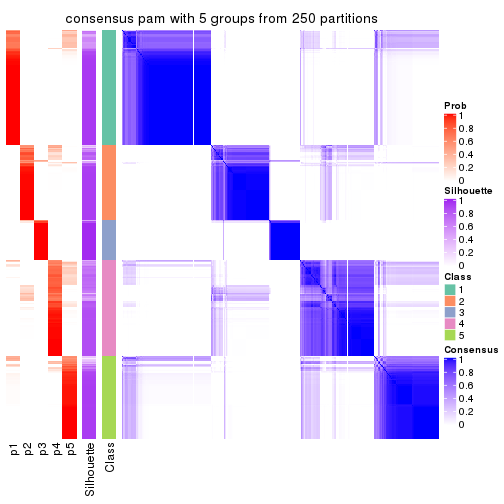 consensus pam with 5 groups from 250 partitions
Prob
1
0.8
0.6
0.4
0.2
0
Silhouette
1
0.8
0.6
0.4
0.2
0
Class
1
2
3
4
5
Consensus
1
0.8
0.6
0.4
0.2
0
p1
p2
p3
p4
p5
Silhouette
Class